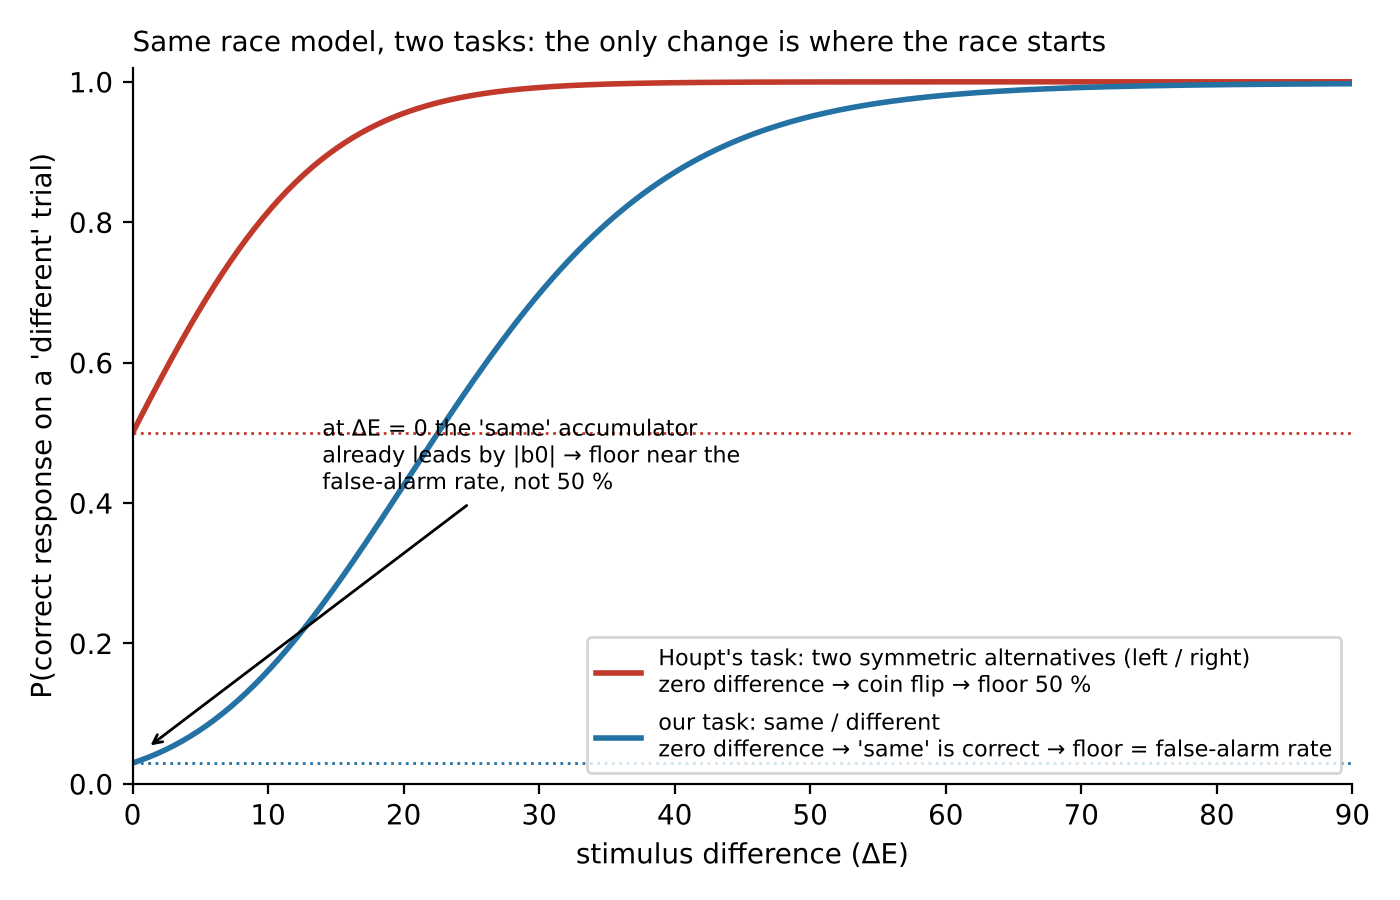 Same race model, two tasks: the only change is where the race starts
P(correct response on a 'different' trial)
1.0
0.8
0.6
0.4
0.2
0.0
at ΔE = 0 the 'same' accumulator
already leads by |b0| → floor near the
false-alarm rate, not 50 %
Houpt's task: two symmetric alternatives (left / right)
zero difference → coin flip → floor 50 %
our task: same / different
zero difference → 'same' is correct → floor = false-alarm rate
0 10 20 30 40 50 60 70 80 90
stimulus difference (ΔE)